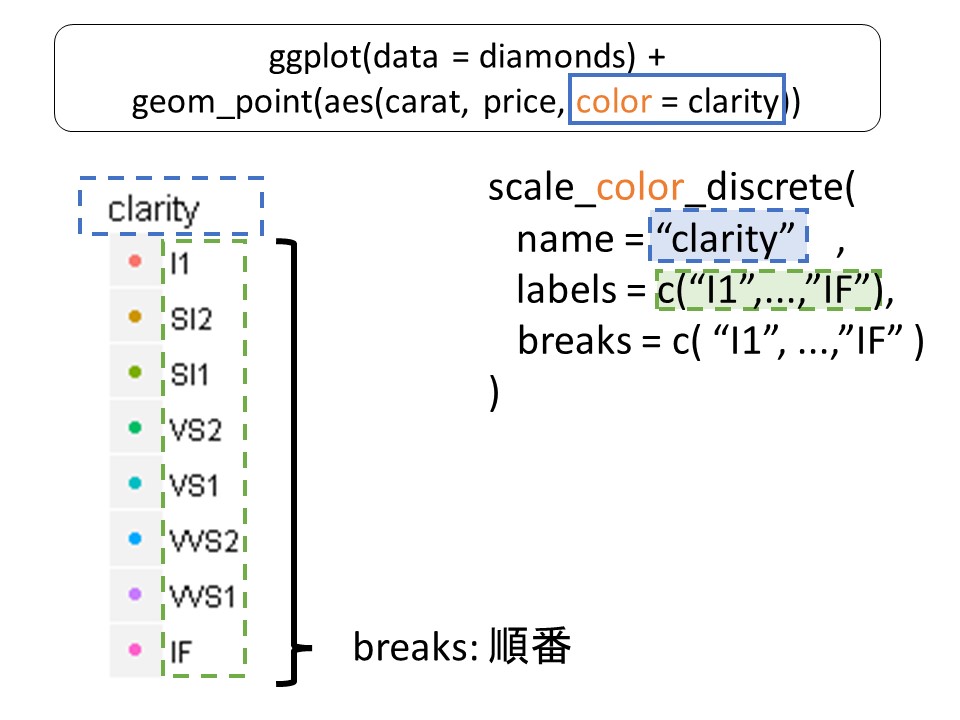 ggplot(data = diamonds) +
geom_point(aes(carat, price, color = clarity))
clarity
I1
SI2
SI1
VS2
VS1
VVS2
VVS1
IF
scale_color_discrete(
name = “clarity” ,
labels = c(“I1”,...,”IF”),
breaks = c( “I1”, ...,”IF” )
)
breaks: 順番